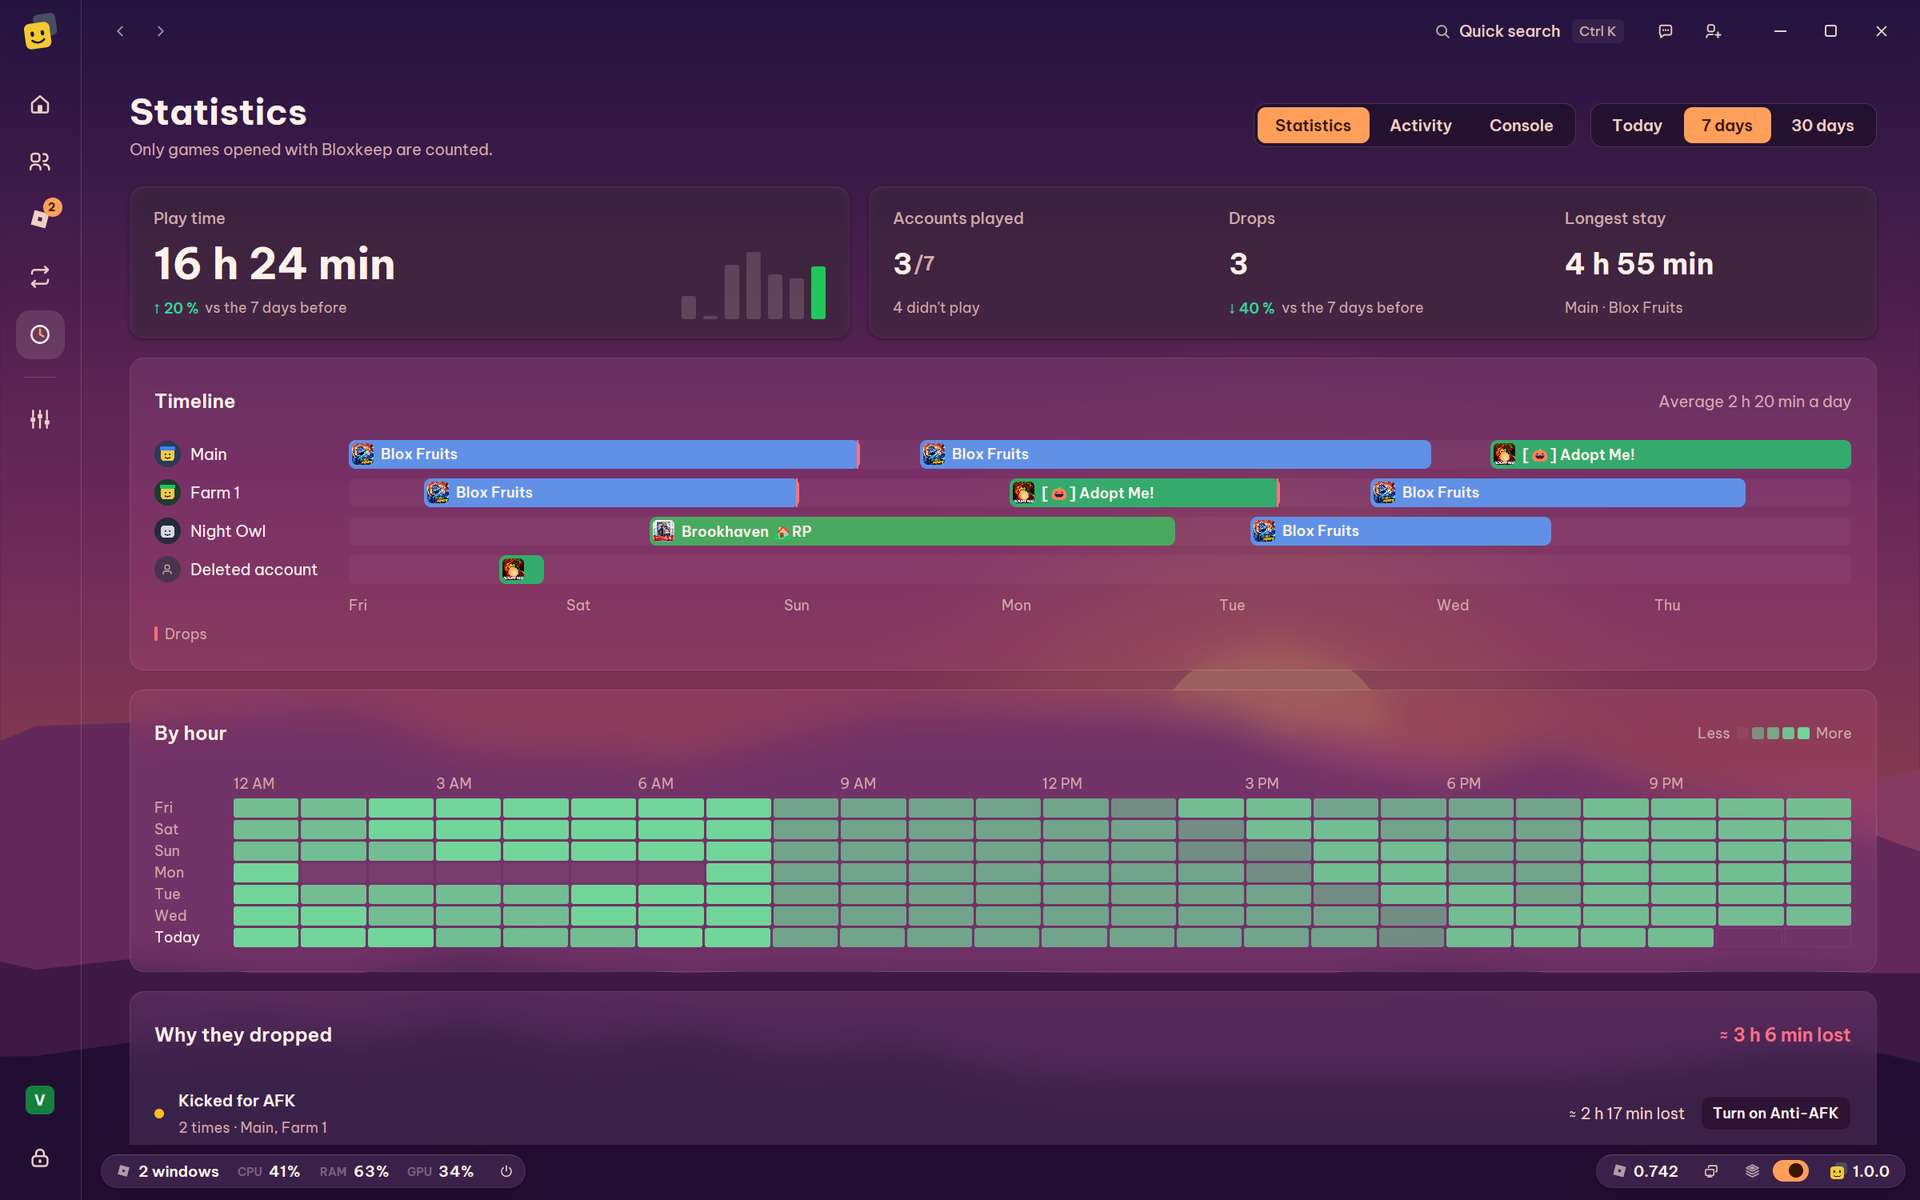 Quick search Ctrl K
Statistics
Only games opened with Bloxkeep are counted.
Statistics Activity Console
Today 7 days 30 days
2
Play time
16 h 24 min
↑ 20 % vs the 7 days before
Accounts played
3/7
4 didn't play
Drops
3
↓ 40 % vs the 7 days before
Longest stay
4 h 55 min
Main · Blox Fruits
Timeline
Average 2 h 20 min a day
Main Blox Fruits Blox Fruits [🎃] Adopt Me!
Farm 1 Blox Fruits [🎃] Adopt Me! Blox Fruits
Night Owl Brookhaven 🏡RP Blox Fruits
Deleted account
Fri Sat Sun Mon Tue Wed Thu
Drops
By hour
Less More
12 AM 3 AM 6 AM 9 AM 12 PM 3 PM 6 PM 9 PM
Fri
Sat
Sun
Mon
Tue
Wed
Today
Why they dropped
≈ 3 h 6 min lost
Kicked for AFK
2 times · Main, Farm 1
≈ 2 h 17 min lost Turn on Anti-AFK
V
2 windows CPU 41% RAM 63% GPU 34%
0.742 1.0.0